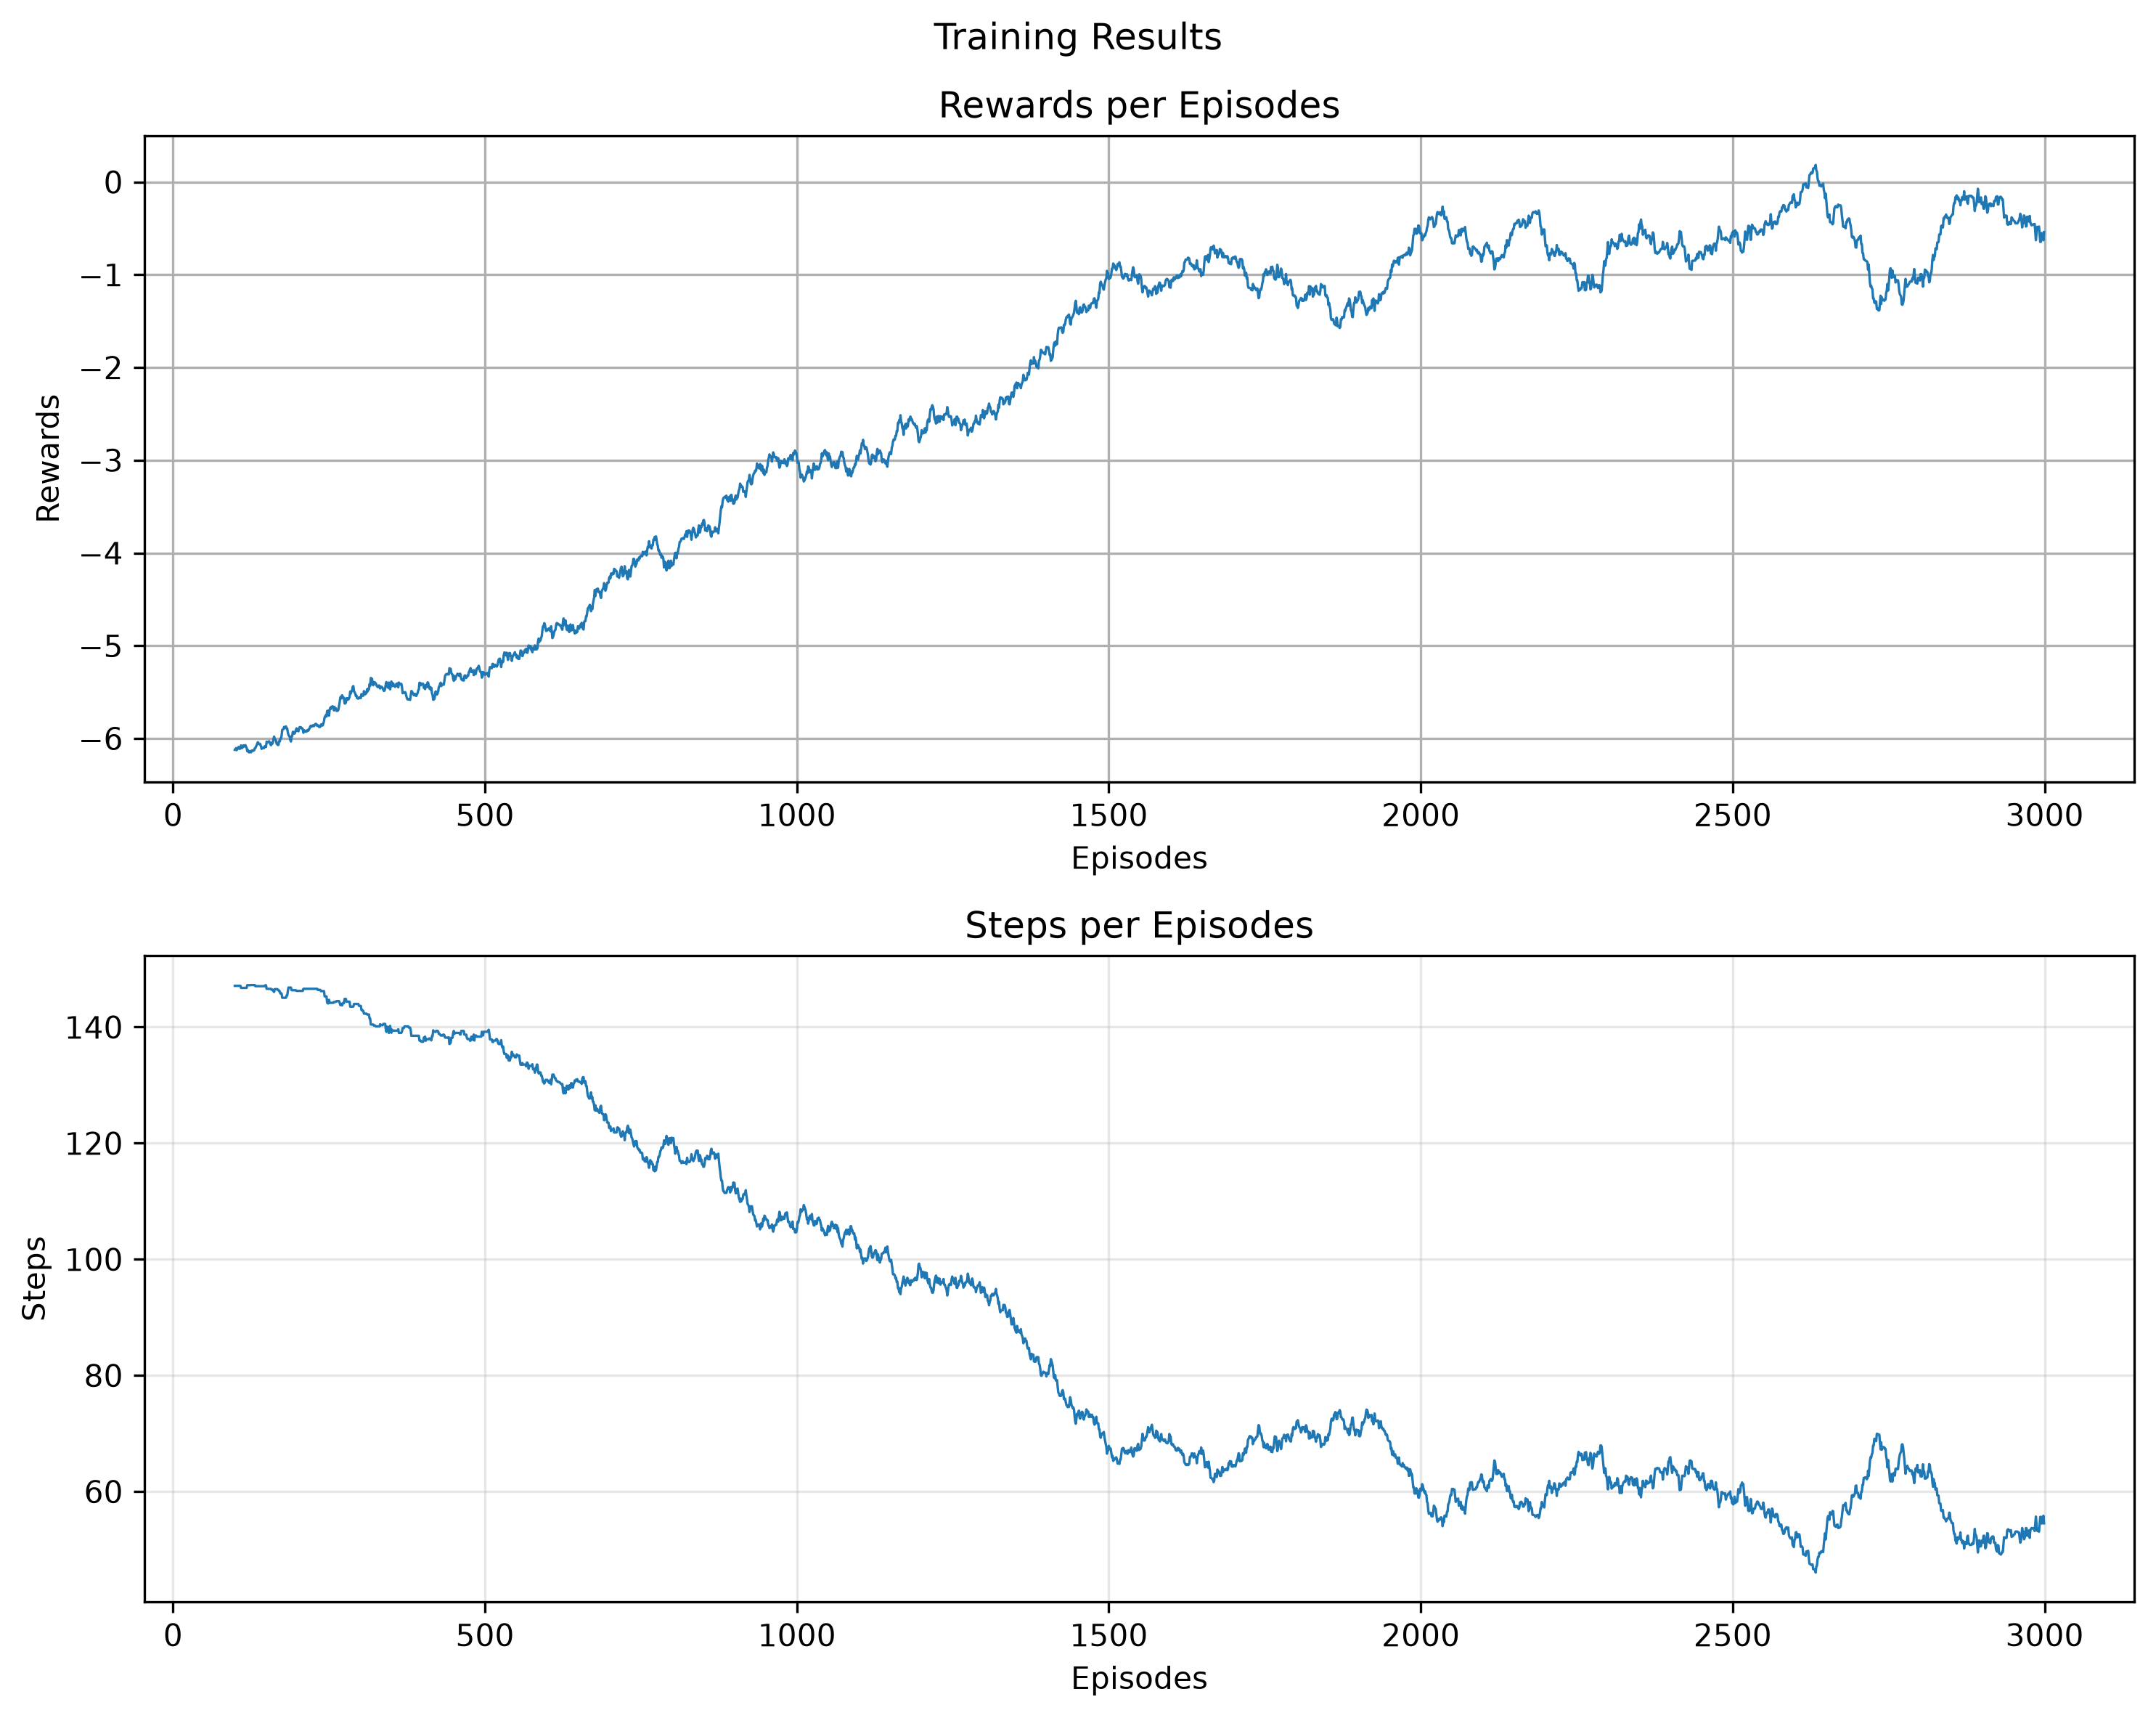 Training Results
Rewards per Episodes
Rewards
0
−1
−2
−3
−4
−5
−6
0 500 1000 1500 2000 2500 3000
Episodes
Steps per Episodes
Steps
140
120
100
80
60
0 500 1000 1500 2000 2500 3000
Episodes